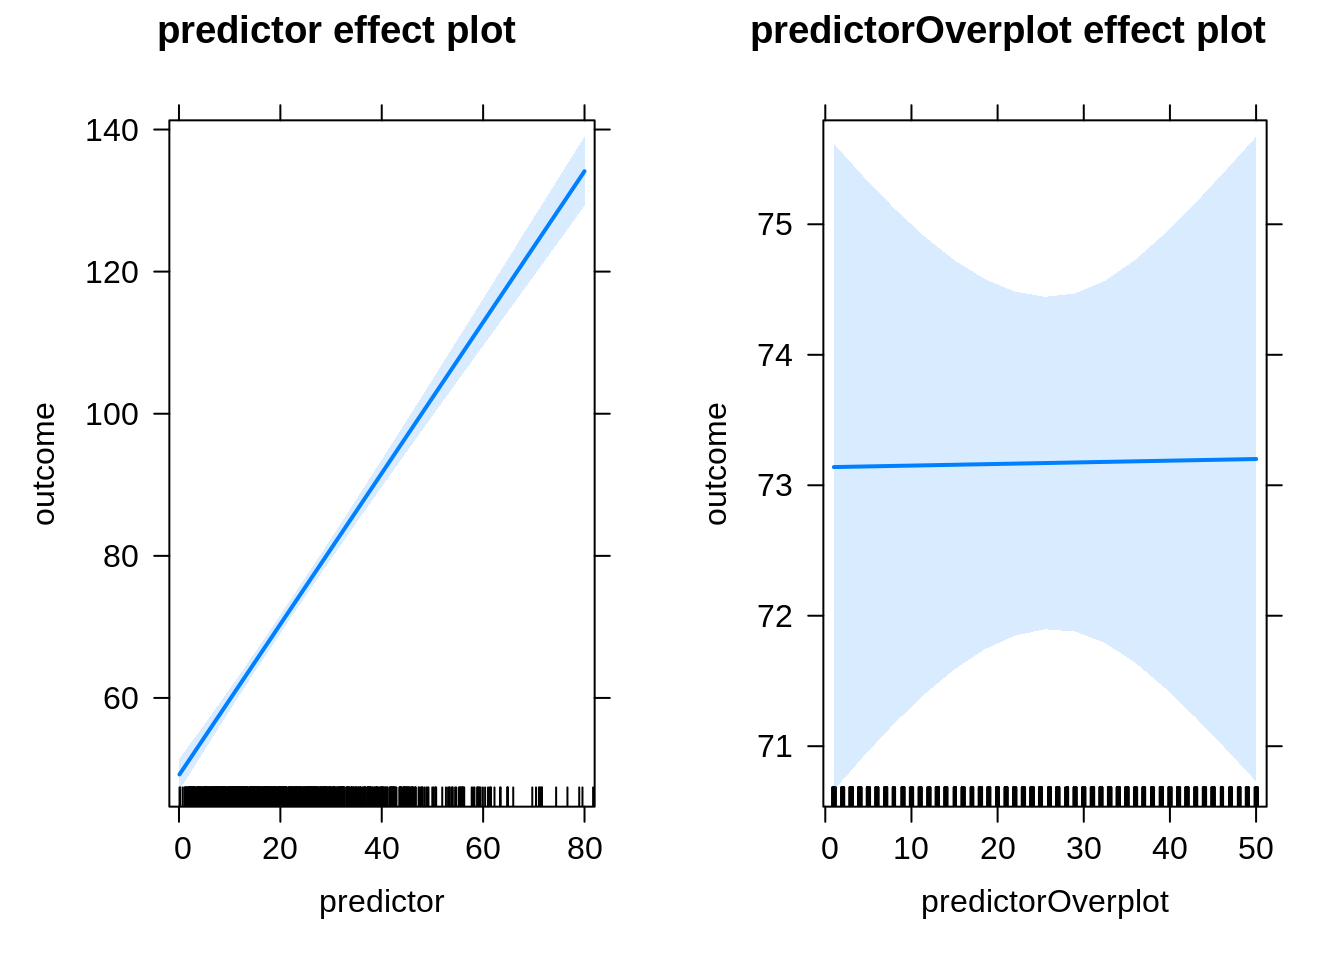 predictor effect plot
140
120
100
80
60
outcome
0 20 40 60 80
predictor
predictorOverplot effect plot
75
74
73
72
71
outcome
0 10 20 30 40 50
predictorOverplot